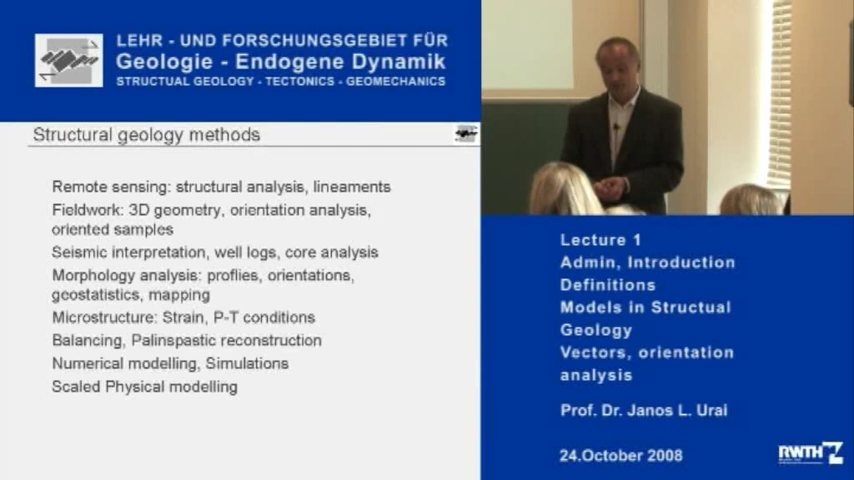 LEHR - UND FORSCHUNGSGEBIET FÜR
Geologie - Endogene Dynamik
STRUCTUAL GEOLOGY - TECTONICS - GEOMECHANICS
Structural geology methods
Remote sensing: structural analysis, lineaments
Fieldwork: 3D geometry, orientation analysis,
oriented samples
Seismic interpretation, well logs, core analysis
Morphology analysis: proflies, orientations,
geostatistics, mapping
Microstructure: Strain, P-T conditions
Balancing, Palinspastic reconstruction
Numerical modelling, Simulations
Scaled Physical modelling
Lecture 1
Admin, Introduction
Definitions
Models in Structual
Geology
Vectors, orientation
analysis
Prof. Dr. Janos L. Urai
24.October 2008
RWTH